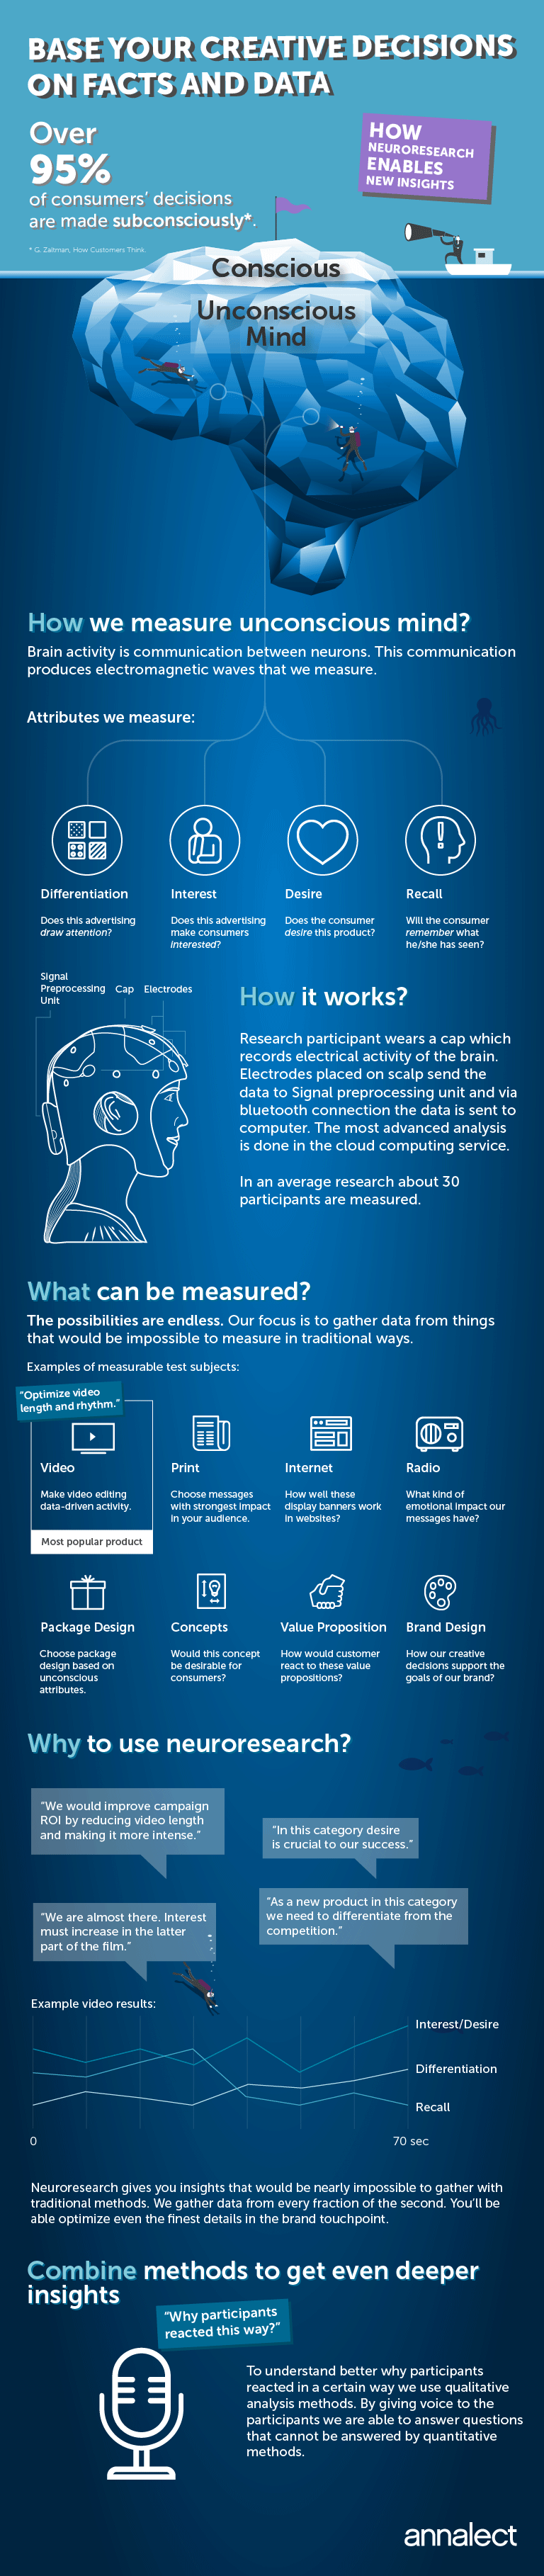 BASE YOUR CREATIVE DECISIONS
ON FACTS AND DATA
Over
95%
of consumers' decisions
are made subconsciously*.
* G. Zaltman, How Customers Think.
HOW
NEURORESEARCH
ENABLES
NEW INSIGHTS
Conscious
Unconscious
Mind
How we measure unconscious mind?
Brain activity is communication between neurons. This communication
produces electromagnetic waves that we measure.
Attributes we measure:
Differentiation
Does this advertising
draw attention?
Interest
Does this advertising
make consumers
interested?
Desire
Does the consumer
desire this product?
Recall
Will the consumer
remember what
he/she has seen?
Signal
Preprocessing
Unit
Cap
Electrodes
How it works?
Research participant wears a cap which
records electrical activity of the brain.
Electrodes placed on scalp send the
data to Signal preprocessing unit and via
bluetooth connection the data is sent to
computer. The most advanced analysis
is done in the cloud computing service.
In an average research about 30
participants are measured.
What can be measured?
The possibilities are endless. Our focus is to gather data from things
that would be impossible to measure in traditional ways.
Examples of measurable test subjects:
"Optimize video
length and rhythm."
Video
Make video editing
data-driven activity.
Most popular product
Print
Choose messages
with strongest impact
in your audience.
Internet
How well these
display banners work
in websites?
Radio
What kind of
emotional impact our
messages have?
Package Design
Choose package
design based on
unconscious
attributes.
Concepts
Would this concept
be desirable for
consumers?
Value Proposition
How would customer
react to these value
propositions?
Brand Design
How our creative
decisions support the
goals of our brand?
Why to use neuroresearch?
"We would improve campaign
ROI by reducing video length
and making it more intense."
"In this category desire
is crucial to our success."
"We are almost there. Interest
must increase in the latter
part of the film."
"As a new product in this category
we need to differentiate from the
competition."
Example video results:
Interest/Desire
Differentiation
Recall
0
70 sec
Neuroresearch gives you insights that would be nearly impossible to gather with
traditional methods. We gather data from every fraction of the second. You'll be
able optimize even the finest details in the brand touchpoint.
Combine methods to get even deeper
insights
"Why participants
reacted this way?"
To understand better why participants
reacted in a certain way we use qualitative
analysis methods. By giving voice to the
participants we are able to answer questions
that cannot be answered by quantitative
methods.
annalect